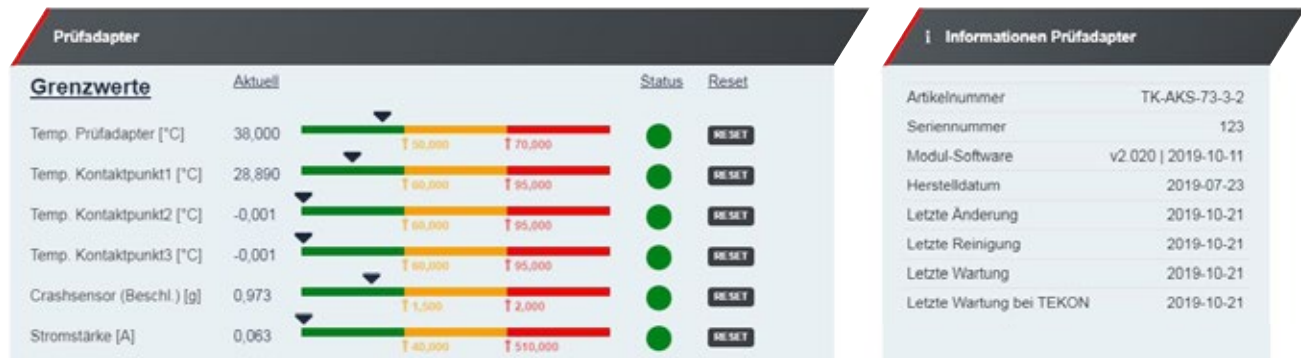 Prüfadapter
Grenzwerte Aktuell Status Reset
Temp. Prüfadapter [°C] 38,000 50,000 70,000 RESET
Temp. Kontaktpunkt1 [°C] 28,890 60,000 95,000 RESET
Temp. Kontaktpunkt2 [°C] -0,001 60,000 95,000 RESET
Temp. Kontaktpunkt3 [°C] -0,001 60,000 95,000 RESET
Crashsensor (Beschl.) [g] 0,973 1,500 2,000 RESET
Stromstärke [A] 0,063 40,000 510,000 RESET
i Informationen Prüfadapter
Artikelnummer TK-AKS-73-3-2
Seriennummer 123
Modul-Software v2.020 | 2019-10-11
Herstelldatum 2019-07-23
Letzte Änderung 2019-10-21
Letzte Reinigung 2019-10-21
Letzte Wartung 2019-10-21
Letzte Wartung bei TEKON 2019-10-21